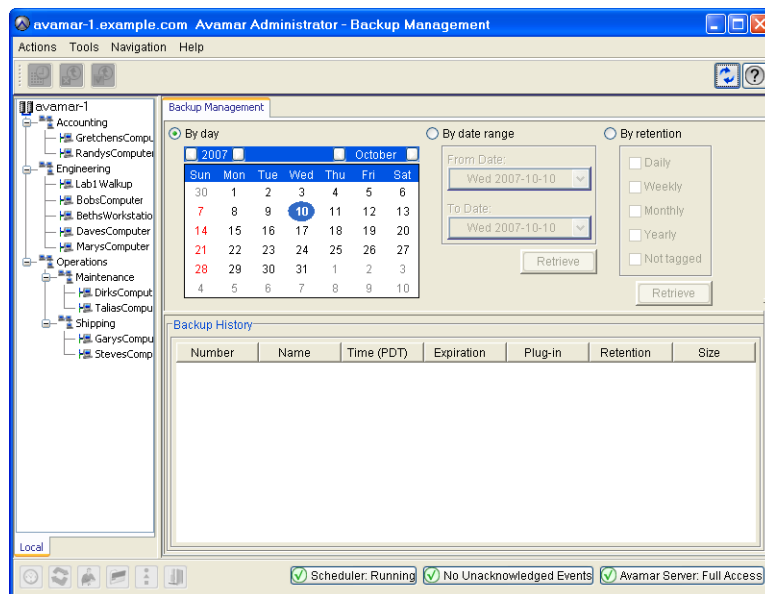 avamar-1.example.com Avamar Administrator - Backup Management
Actions Tools Navigation Help
avamar-1
Accounting
GretchensCompu
RandysComputer
Engineering
Lab1 Walkup
BobsComputer
BethsWorkstatio
DavesComputer
MarysComputer
Operations
Maintenance
DirksComput
TaliasCompu
Shipping
GarysCompu
StevesComp
Local
Backup Management
By day
2007 October
Sun Mon Tue Wed Thu Fri Sat
30 1 2 3 4 5 6
7 8 9 10 11 12 13
14 15 16 17 18 19 20
21 22 23 24 25 26 27
28 29 30 31 1 2 3
4 5 6 7 8 9 10
By date range
From Date:
Wed 2007-10-10
To Date:
Wed 2007-10-10
Retrieve
By retention
Daily
Weekly
Monthly
Yearly
Not tagged
Retrieve
Backup History
Number Name Time (PDT) Expiration Plug-in Retention Size
Scheduler: Running No Unacknowledged Events Avamar Server: Full Access